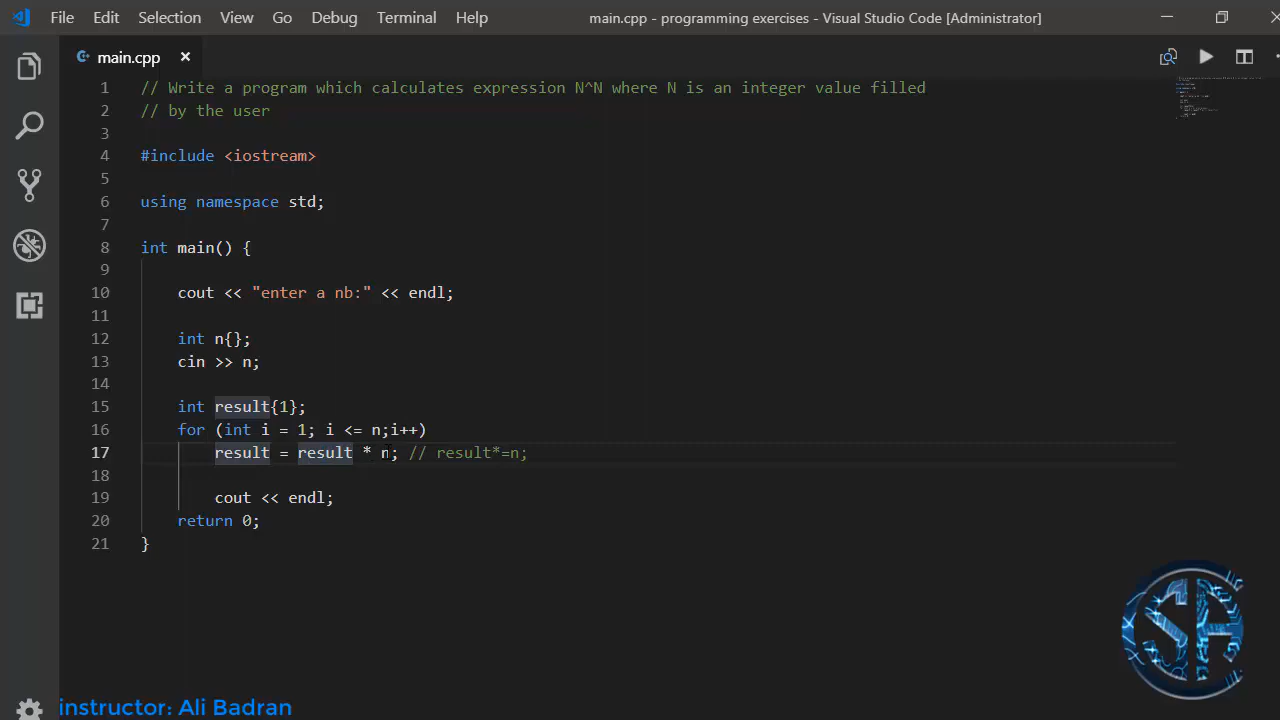 File Edit Selection View Go Debug Terminal Help main.cpp - programming exercises - Visual Studio Code [Administrator]
main.cpp
1 // Write a program which calculates expression N^N where N is an integer value filled
2 // by the user
3
4 #include <iostream>
5
6 using namespace std;
7
8 int main() {
9
10 cout << "enter a nb:" << endl;
11
12 int n{};
13 cin >> n;
14
15 int result{1};
16 for (int i = 1; i <= n;i++)
17 result = result * n; // result*=n;
18
19 cout << endl;
20 return 0;
21 }
SA
instructor: Ali Badran